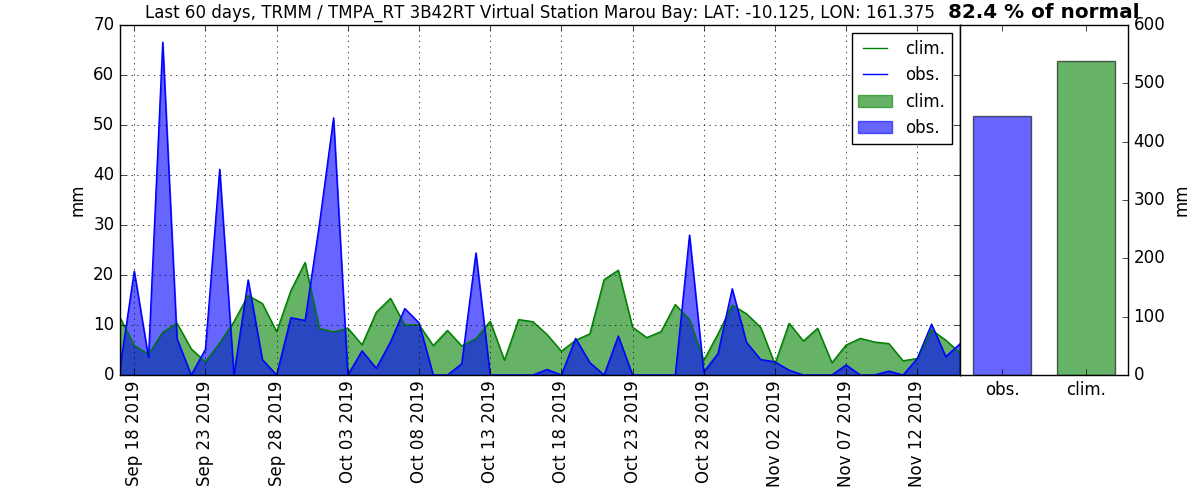 Last 60 days, TRMM / TMPA_RT 3B42RT Virtual Station Marou Bay: LAT: -10.125, LON: 161.375
82.4 % of normal
70
60
50
40
30
20
10
0
mm
clim.
obs.
clim.
obs.
Sep 18 2019
Sep 23 2019
Sep 28 2019
Oct 03 2019
Oct 08 2019
Oct 13 2019
Oct 18 2019
Oct 23 2019
Oct 28 2019
Nov 02 2019
Nov 07 2019
Nov 12 2019
600
500
400
300
200
100
0
mm
obs.
clim.